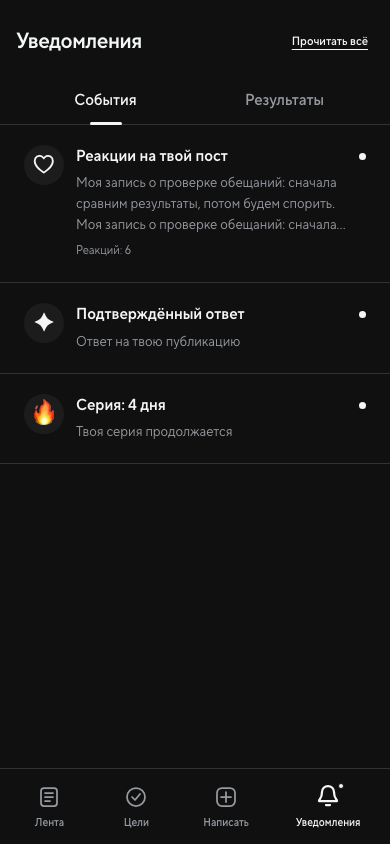 Уведомления
Прочитать всё
События
Результаты
Реакции на твой пост
Моя запись о проверке обещаний: сначала
сравним результаты, потом будем спорить.
Моя запись о проверке обещаний: сначала...
Реакций: 6
Подтверждённый ответ
Ответ на твою публикацию
Серия: 4 дня
Твоя серия продолжается
Лента
Цели
Написать
Уведомления